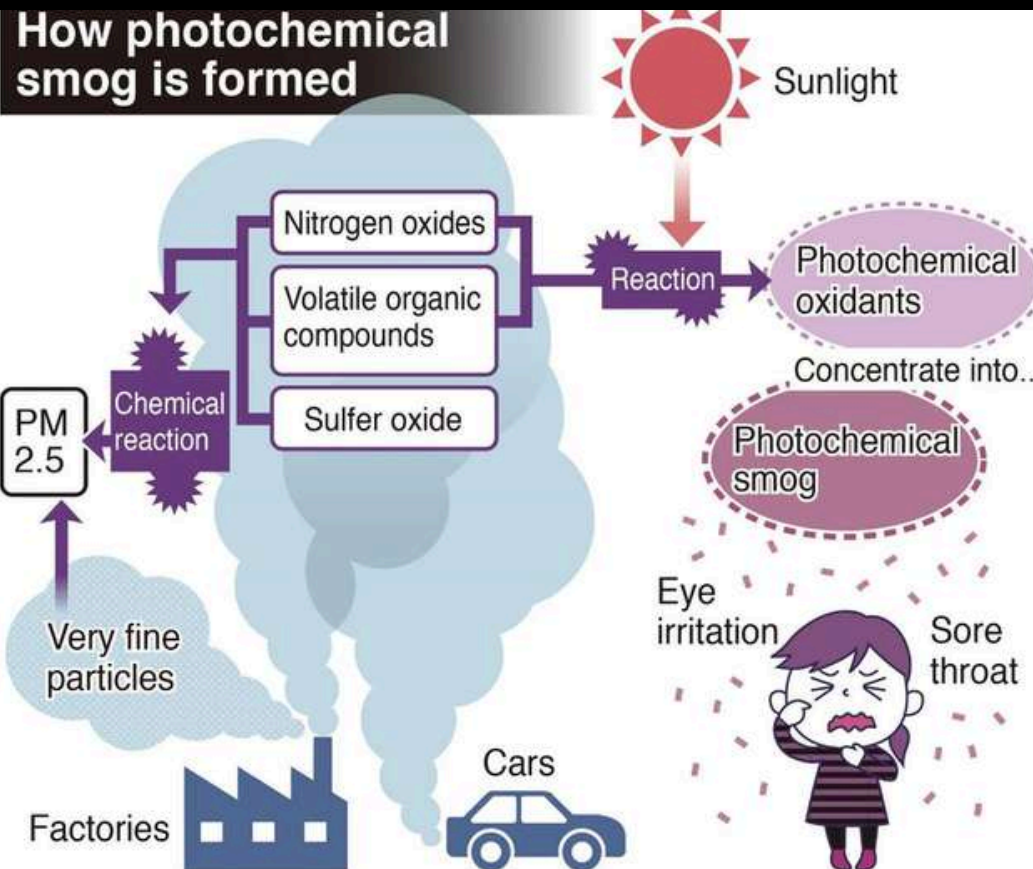 How photochemical
smog is formed
Sunlight
Nitrogen oxides
Volatile organic
compounds
Sulfer oxide
Reaction
Photochemical
oxidants
Concentrate into..
Photochemical
smog
Chemical
reaction
PM
2.5
Very fine
particles
Eye
irritation
Sore
throat
Cars
Factories